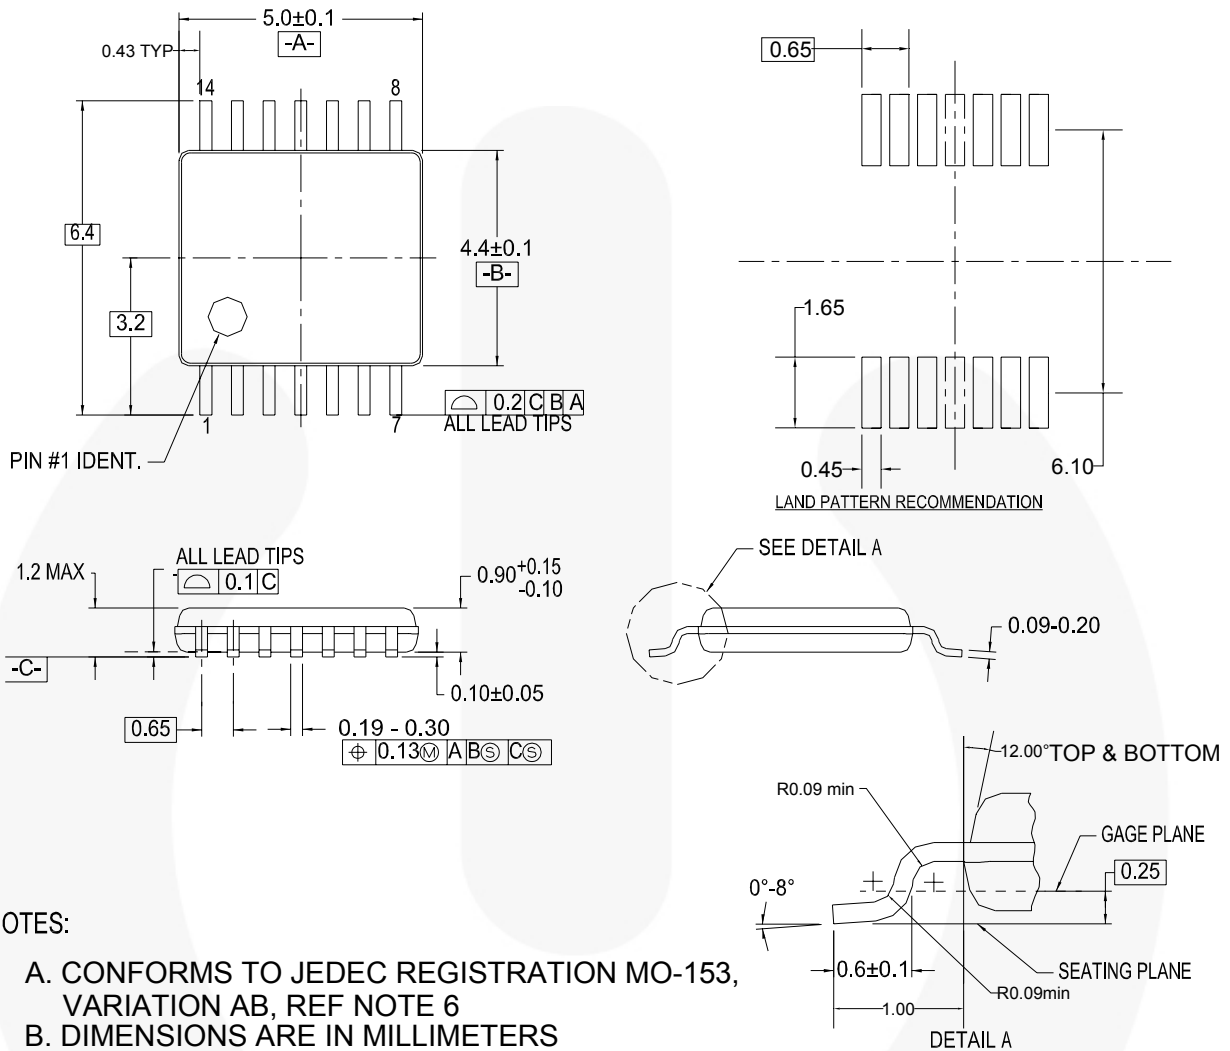 5.0±0.1
-A-
0.43 TYP
14
8
6.4
3.2
4.4±0.1
-B-
1
7
0.2 C B A
ALL LEAD TIPS
PIN #1 IDENT.
0.65
1.65
0.45
6.10
LAND PATTERN RECOMMENDATION
ALL LEAD TIPS
0.1 C
1.2 MAX
0.90 +0.15
-0.10
-C-
0.10±0.05
0.65
0.19 - 0.30
⌖ 0.13Ⓜ A BⓈ CⓈ
SEE DETAIL A
0.09-0.20
12.00° TOP & BOTTOM
R0.09 min
GAGE PLANE
0.25
0°-8°
0.6±0.1
SEATING PLANE
R0.09min
1.00
DETAIL A
OTES:
A. CONFORMS TO JEDEC REGISTRATION MO-153,
VARIATION AB, REF NOTE 6
B. DIMENSIONS ARE IN MILLIMETERS